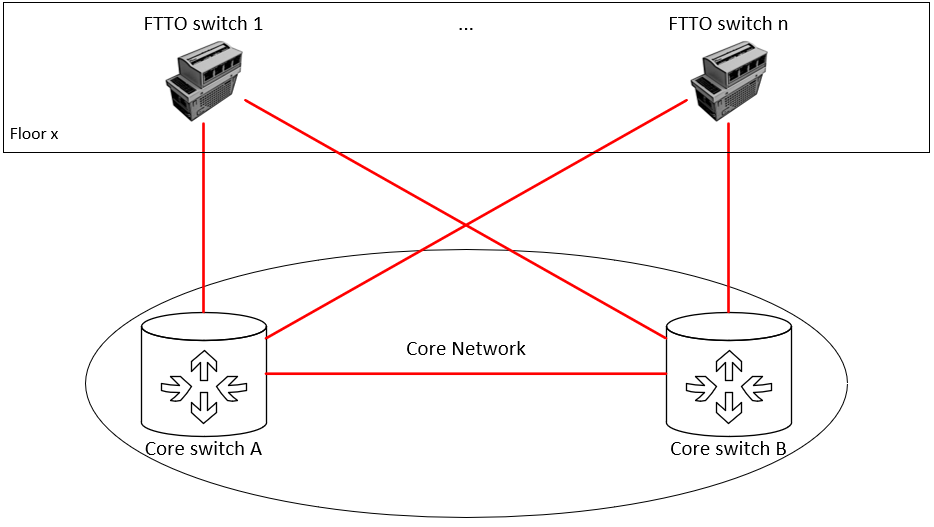 FTTO switch 1
...
FTTO switch n
Floor x
Core Network
Core switch A
Core switch B